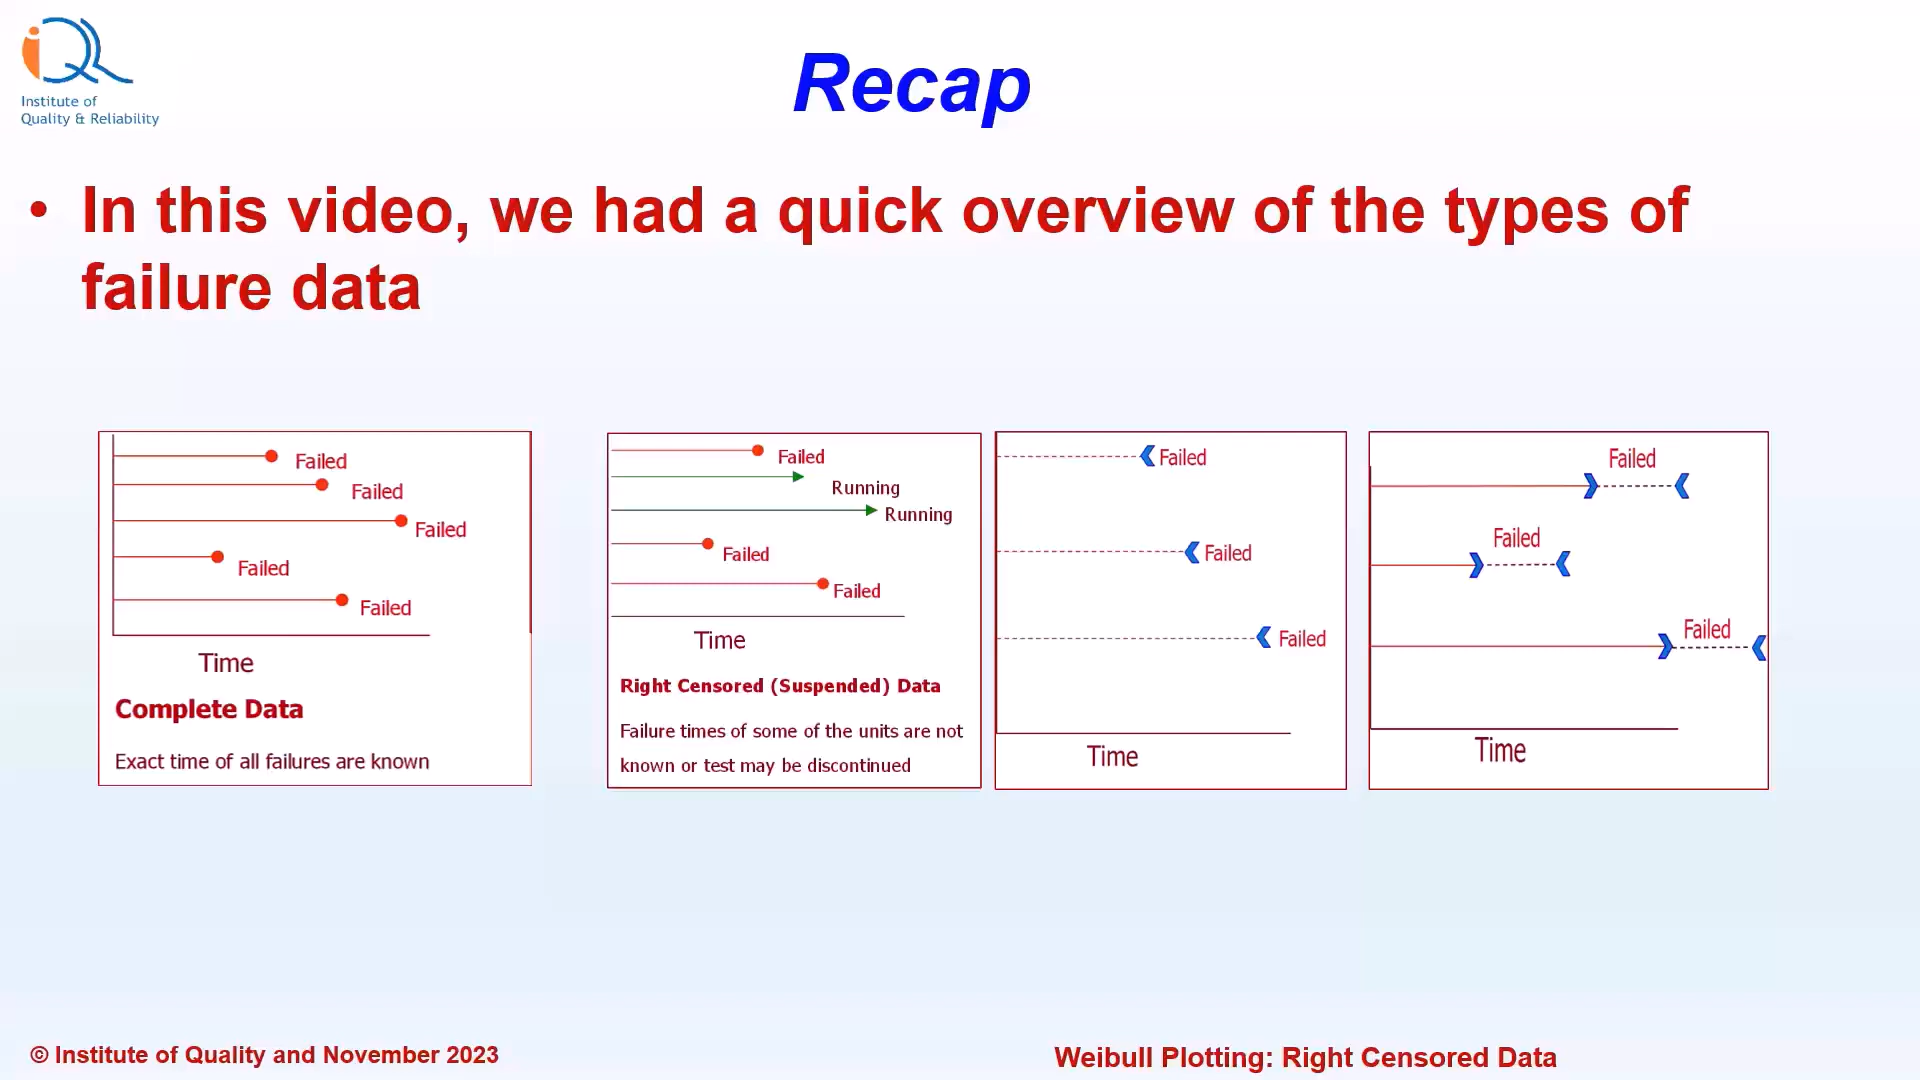 Institute of
Quality & Reliability
Recap
• In this video, we had a quick overview of the types of
failure data
Failed
Failed
Failed
Failed
Failed
Time
Complete Data
Exact time of all failures are known
Failed
Running
Running
Failed
Failed
Time
Right Censored (Suspended) Data
Failure times of some of the units are not
known or test may be discontinued
Failed
Failed
Failed
Time
Failed
Failed
Failed
Time
© Institute of Quality and November 2023
Weibull Plotting: Right Censored Data